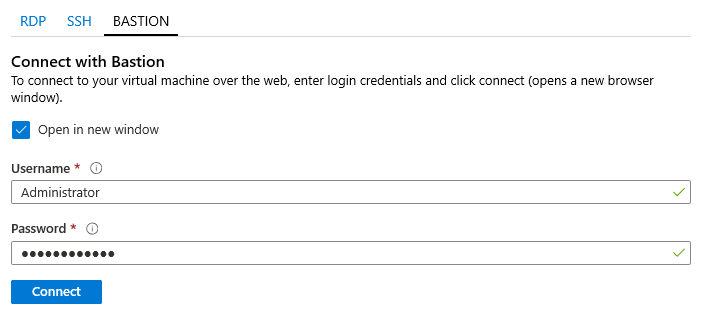 RDP SSH BASTION
Connect with Bastion
To connect to your virtual machine over the web, enter login credentials and click connect (opens a new browser
window).
Open in new window
Username *
Administrator
Password *
●●●●●●●●●●●●
Connect